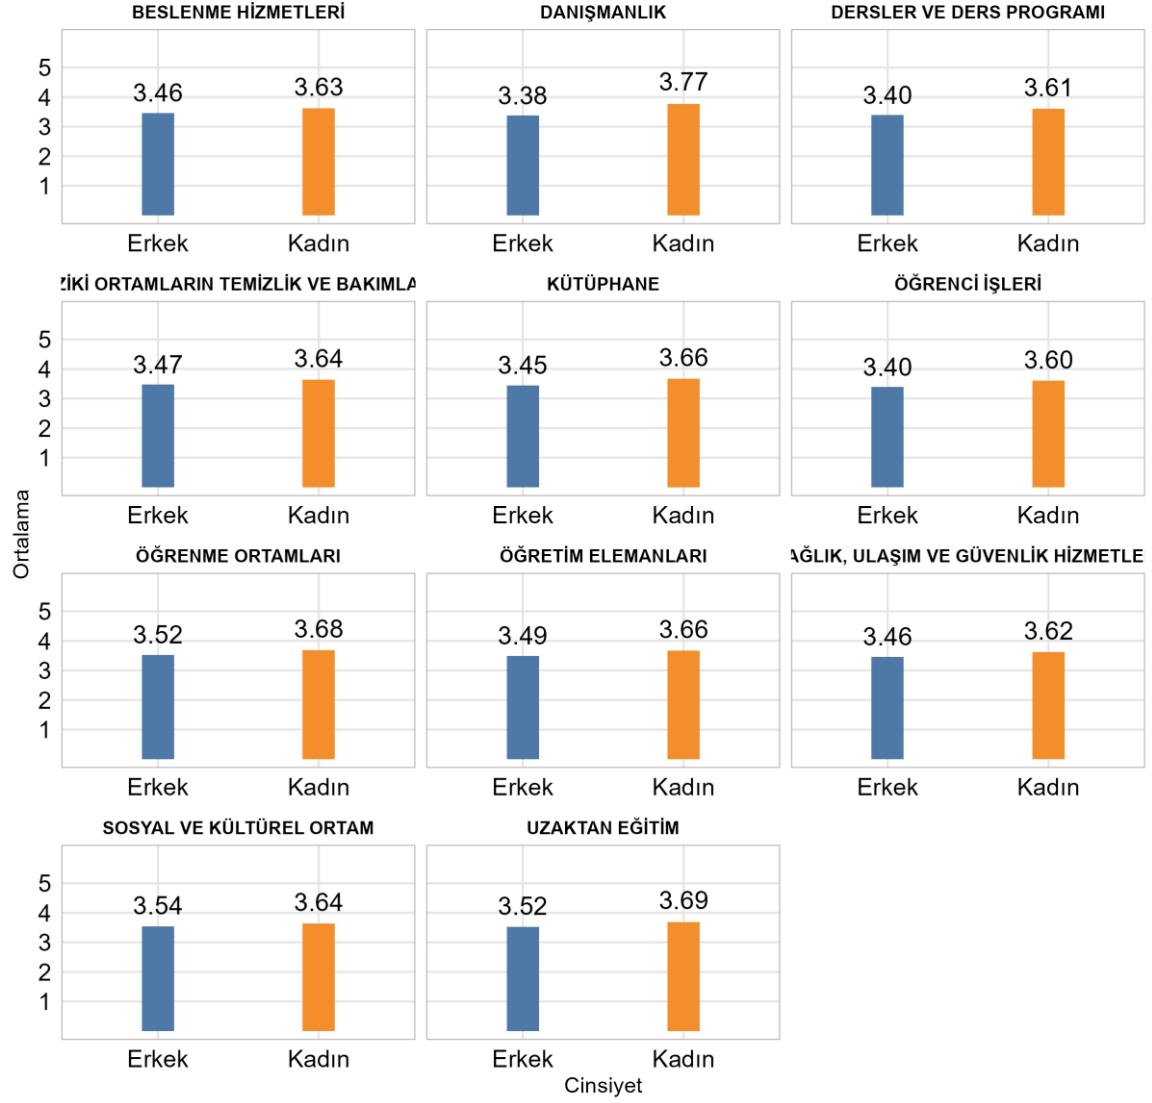 BESLENME HİZMETLERİ
DANIŞMANLIK
DERSLER VE DERS PROGRAMI
5
4
3
2
1
3.46
3.63
3.38
3.77
3.40
3.61
Erkek
Kadın
Erkek
Kadın
Erkek
Kadın
ZİKİ ORTAMLARIN TEMİZLİK VE BAKIMLA
KÜTÜPHANE
ÖĞRENCİ İŞLERİ
5
4
3
2
1
3.47
3.64
3.45
3.66
3.40
3.60
Erkek
Kadın
Erkek
Kadın
Erkek
Kadın
Ortalama
ÖĞRENME ORTAMLARI
ÖĞRETİM ELEMANLARI
AĞLIK, ULAŞIM VE GÜVENLİK HİZMETLE
5
4
3
2
1
3.52
3.68
3.49
3.66
3.46
3.62
Erkek
Kadın
Erkek
Kadın
Erkek
Kadın
SOSYAL VE KÜLTÜREL ORTAM
UZAKTAN EĞİTİM
5
4
3
2
1
3.54
3.64
3.52
3.69
Erkek
Kadın
Erkek
Kadın
Cinsiyet